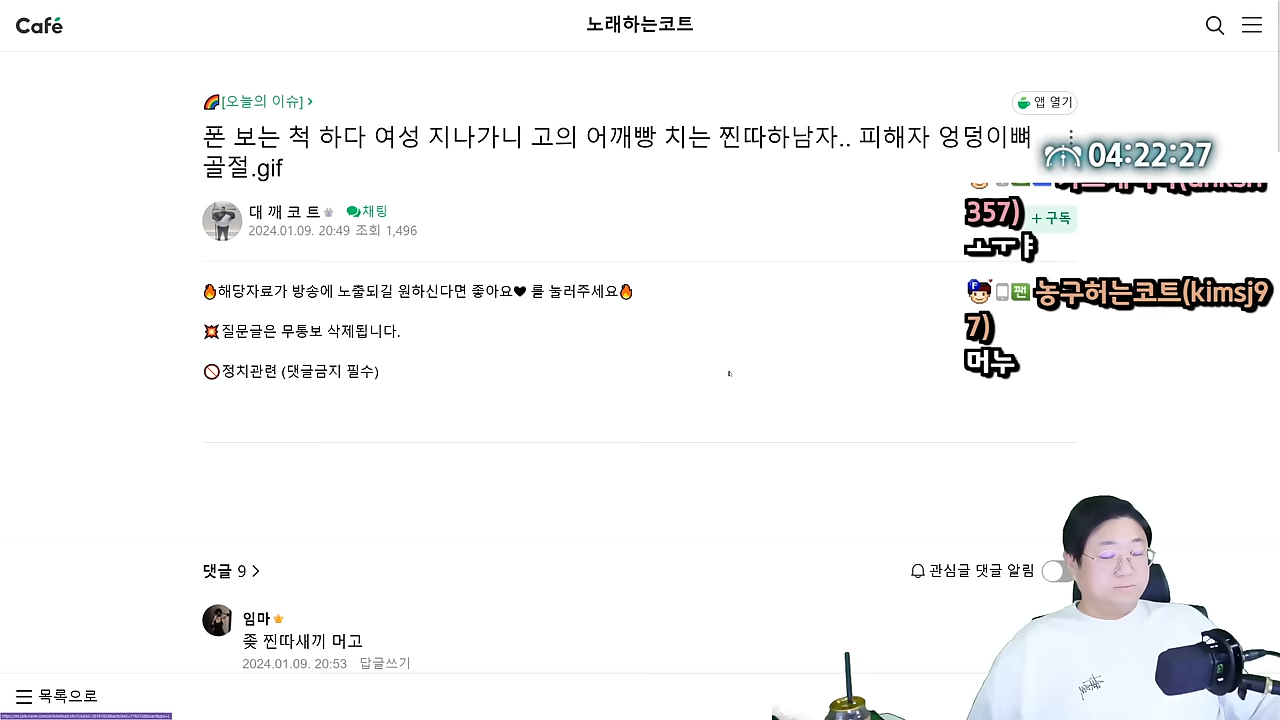 Café
노래하는코트
[오늘의 이슈] >
앱 열기
폰 보는 척 하다 여성 지나가니 고의 어깨빵 치는 찐따하남자.. 피해자 엉덩이뼈
골절.gif
04:22:27
대 깨 코 트
채팅
2024.01.09. 20:49 조회 1,496
+ 구독
357)
ㅗㅜㅑ
해당자료가 방송에 노출되길 원하신다면 좋아요♥ 를 눌러주세요
팬 농구허는코트(kimsj9
7)
머누
질문글은 무통보 삭제됩니다.
정치관련 (댓글금지 필수)
댓글 9 >
관심글 댓글 알림
임마
좆 찐따새끼 머고
2024.01.09. 20:53 답글쓰기
목록으로